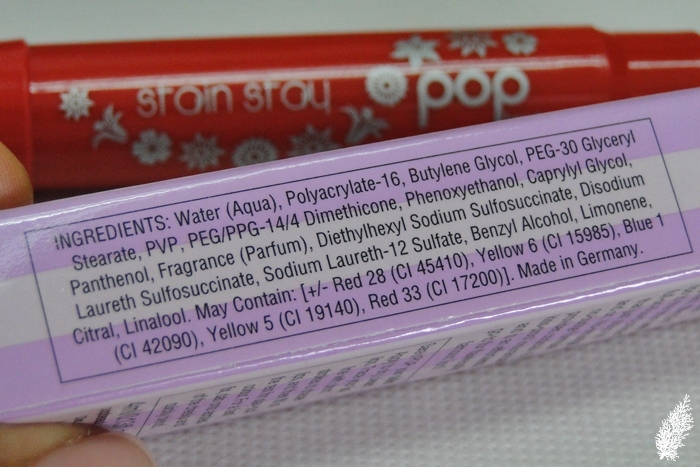 stain stay
pop
INGREDIENTS: Water (Aqua), Polyacrylate-16, Butylene Glycol, PEG-30 Glyceryl
Stearate, PVP, PEG/PPG-14/4 Dimethicone, Phenoxyethanol, Caprylyl Glycol,
Panthenol, Fragrance (Parfum), Diethylhexyl Sodium Sulfosuccinate, Disodium
Laureth Sulfosuccinate, Sodium Laureth-12 Sulfate, Benzyl Alcohol, Limonene,
Citral, Linalool. May Contain: [+/- Red 28 (CI 45410), Yellow 6 (CI 15985), Blue 1
(CI 42090), Yellow 5 (CI 19140), Red 33 (CI 17200)]. Made in Germany.